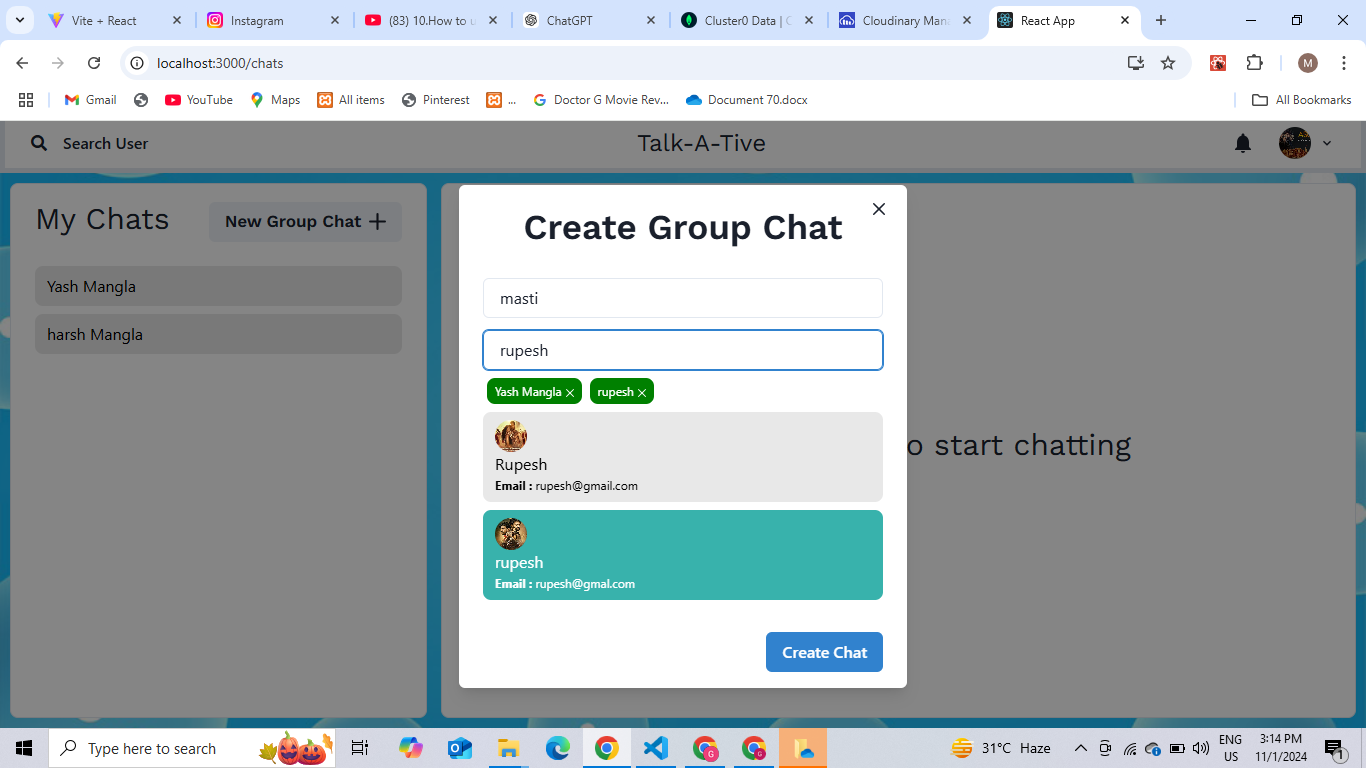 Vite + React
Instagram
(83) 10.How to u
ChatGPT
Cluster0 Data | C
Cloudinary Mana
React App
localhost:3000/chats
M
Gmail
YouTube
Maps
All items
Pinterest
...
Doctor G Movie Rev...
Document 70.docx
All Bookmarks
Search User
Talk-A-Tive
My Chats
New Group Chat
Yash Mangla
harsh Mangla
Create Group Chat
masti
rupesh
Yash Mangla
rupesh
Rupesh
Email : rupesh@gmail.com
rupesh
Email : rupesh@gmal.com
Create Chat
o start chatting
Type here to search
31°C Haze
ENG
US
3:14 PM
11/1/2024
1